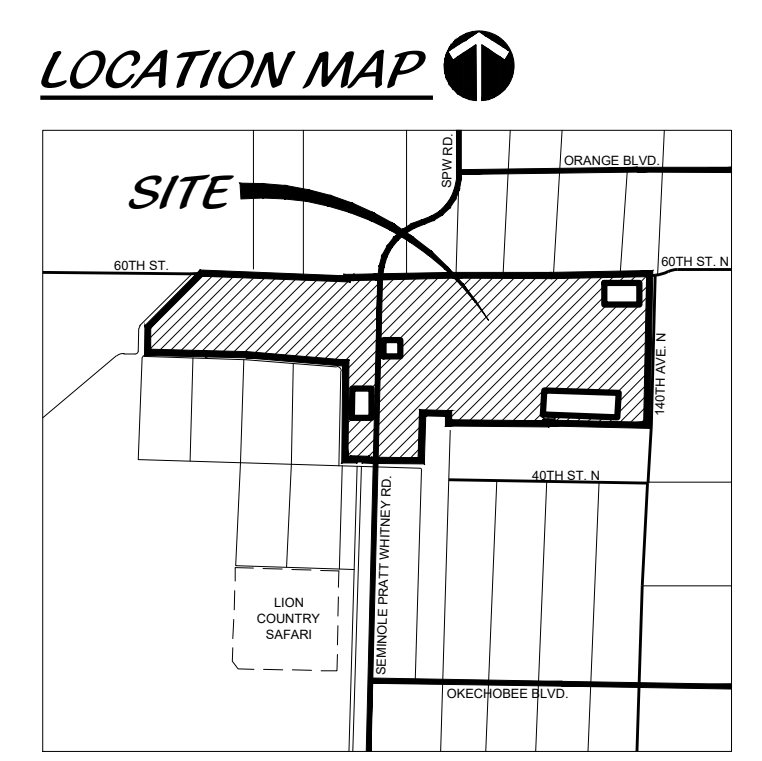 LOCATION MAP
SPW RD.
ORANGE BLVD.
SITE
60TH ST.
60TH ST. N
140TH AVE. N
40TH ST. N
SEMINOLE PRATT WHITNEY RD.
LION
COUNTRY
SAFARI
OKECHOBEE BLVD.